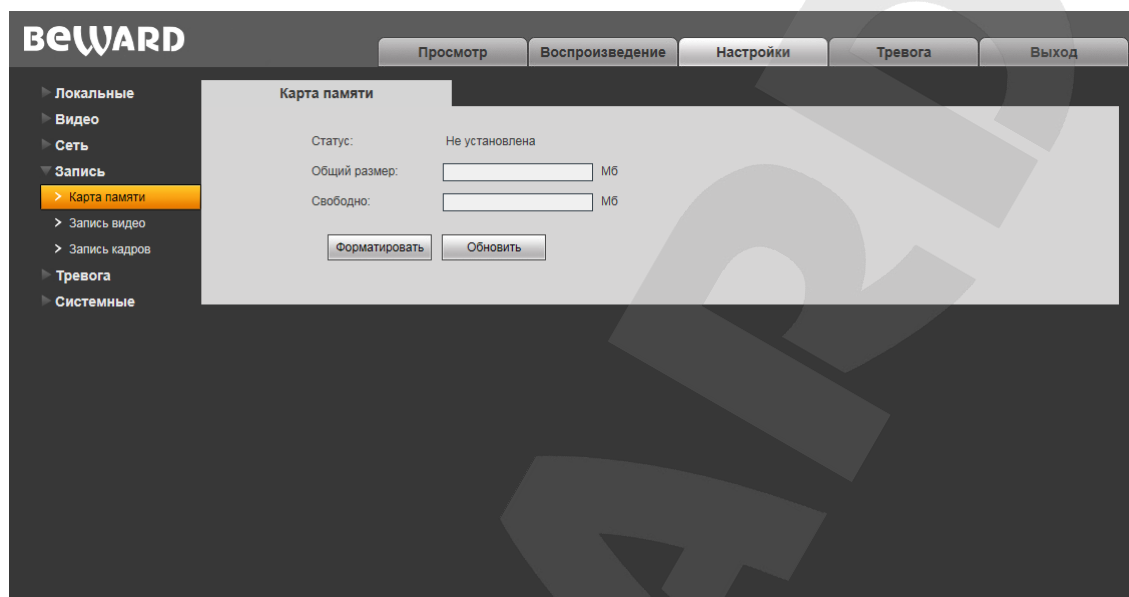 BEWARD
Просмотр
Воспроизведение
Настройки
Тревога
Выход
Локальные
Видео
Сеть
Запись
Карта памяти
Запись видео
Запись кадров
Тревога
Системные
Карта памяти
Статус: Не установлена
Общий размер: Мб
Свободно: Мб
Форматировать Обновить